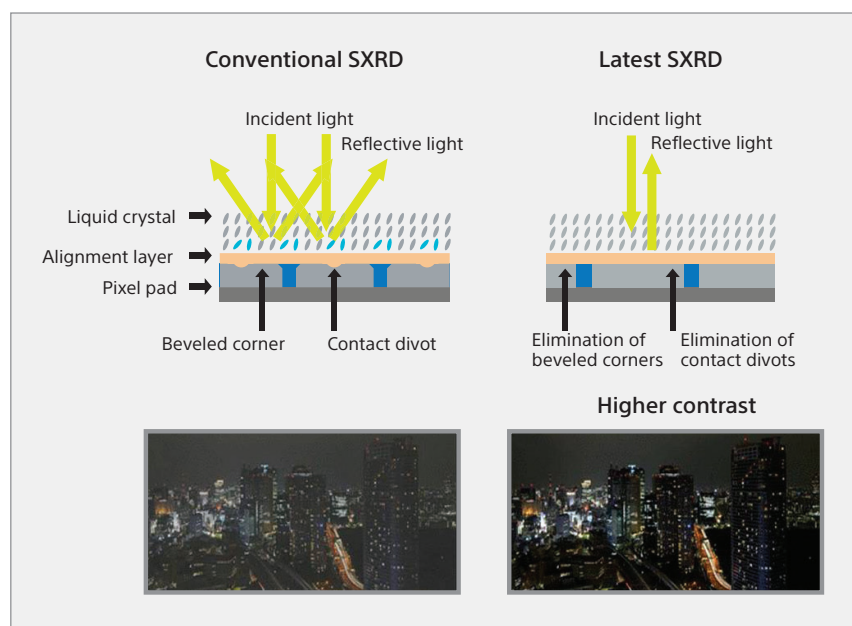 Conventional SXRD
Latest SXRD
Incident light
Reflective light
Incident light
Reflective light
Liquid crystal
Alignment layer
Pixel pad
Beveled corner
Contact divot
Elimination of
beveled corners
Elimination of
contact divots
Higher contrast